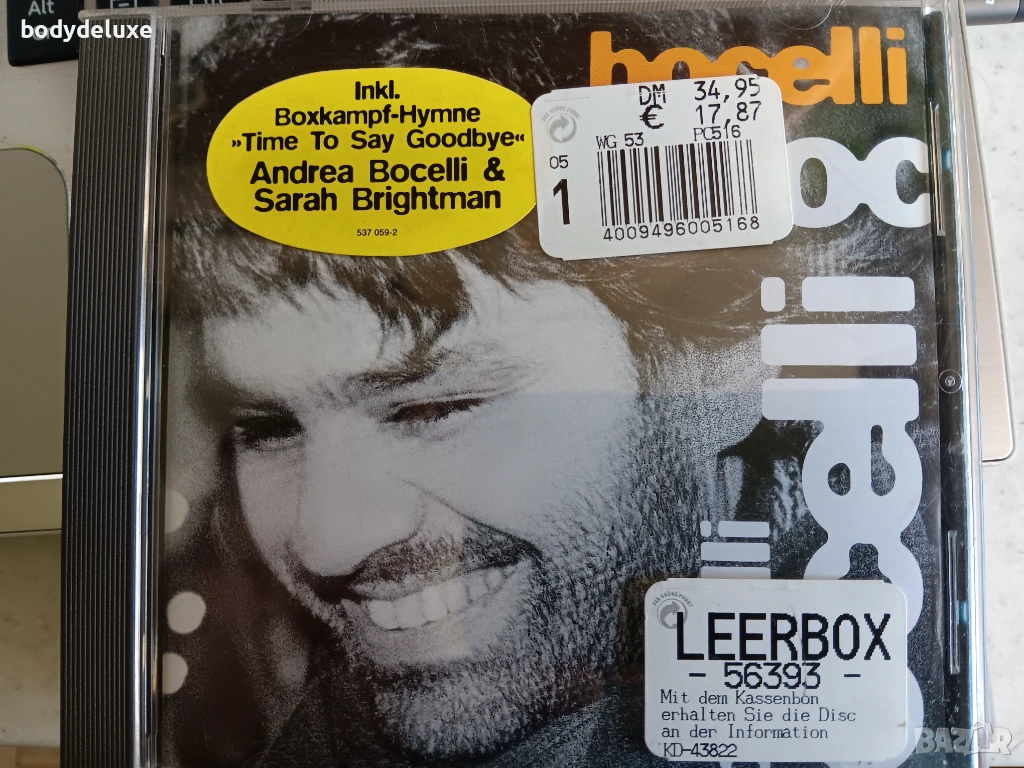 Alt
bodydeluxe
bocelli
Inkl.
Boxkampf-Hymne
»Time To Say Goodbye«
Andrea Bocelli &
Sarah Brightman
537 059-2
DM 34,95
€ 17,87
WG 53 PC516
05
1
4009496005168
LEERBOX
- 56393 -
Mit dem Kassenbon
erhalten Sie die Disc
an der Information
KD-43822
BAZAR